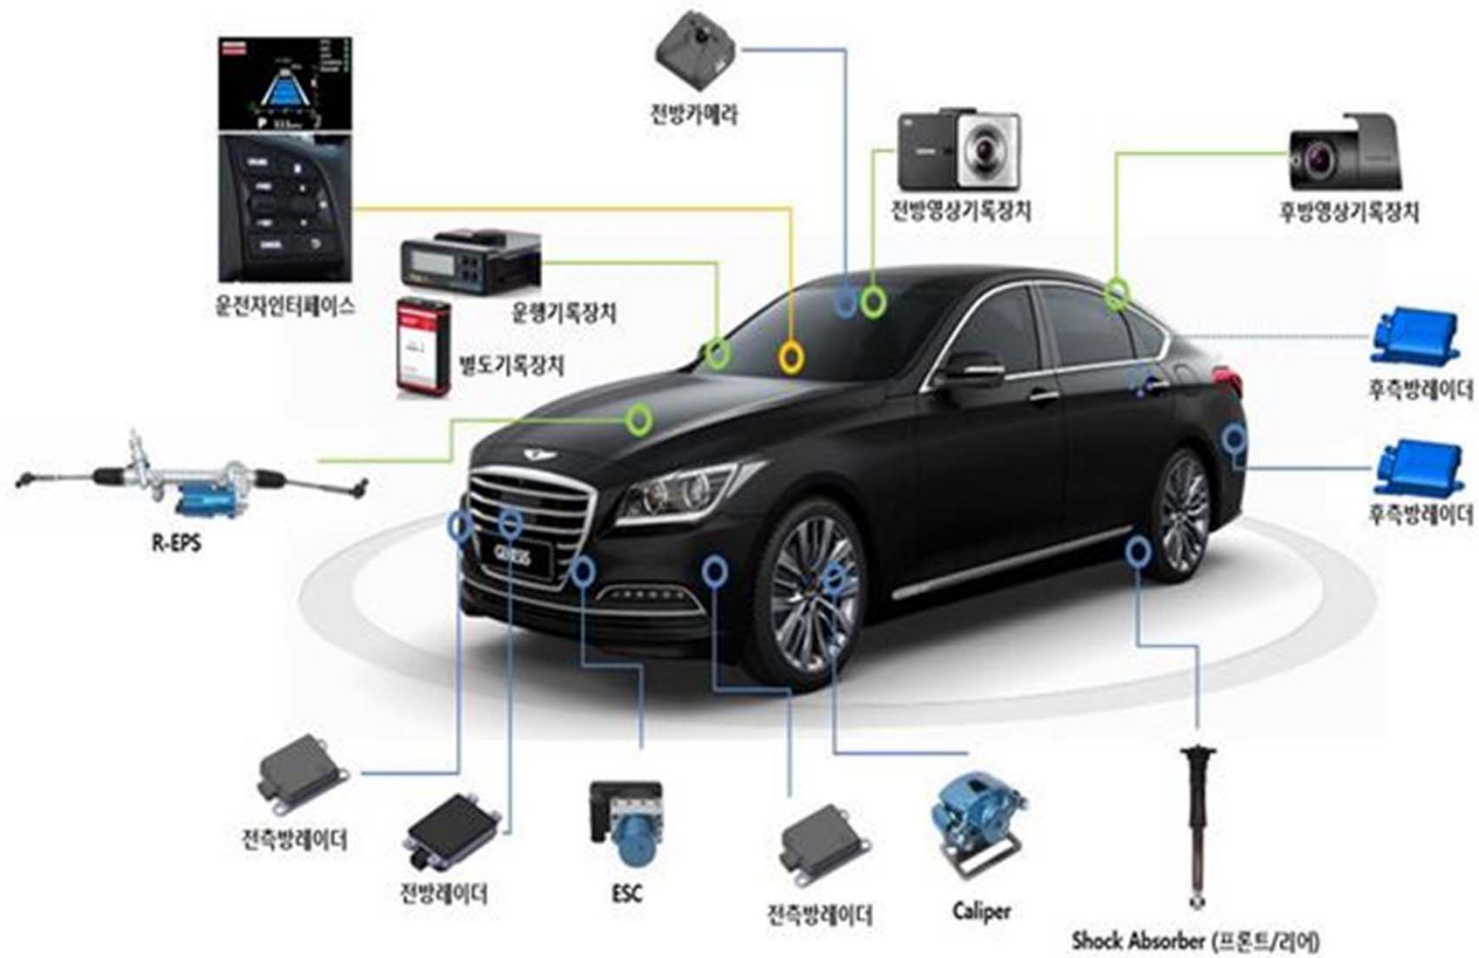 전방카메라
전방영상기록장치
후방영상기록장치
운전자인터페이스
운행기록장치
별도기록장치
후측방레이더
후측방레이더
R-EPS
GENESIS
전측방레이더
전방레이더
ESC
전측방레이더
Caliper
Shock Absorber (프론트/리어)